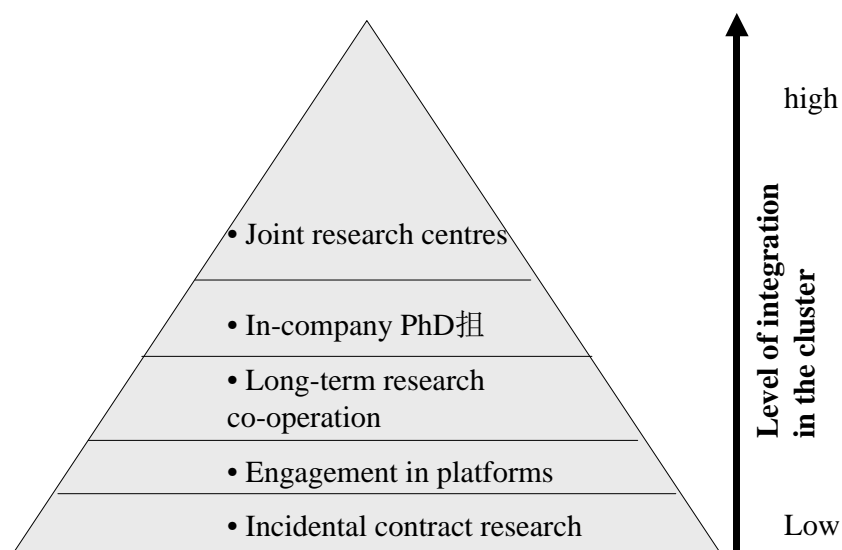 high
• Joint research centres
• In-company PhD担
• Long-term research
co-operation
• Engagement in platforms
• Incidental contract research
Low
Level of integration
in the cluster